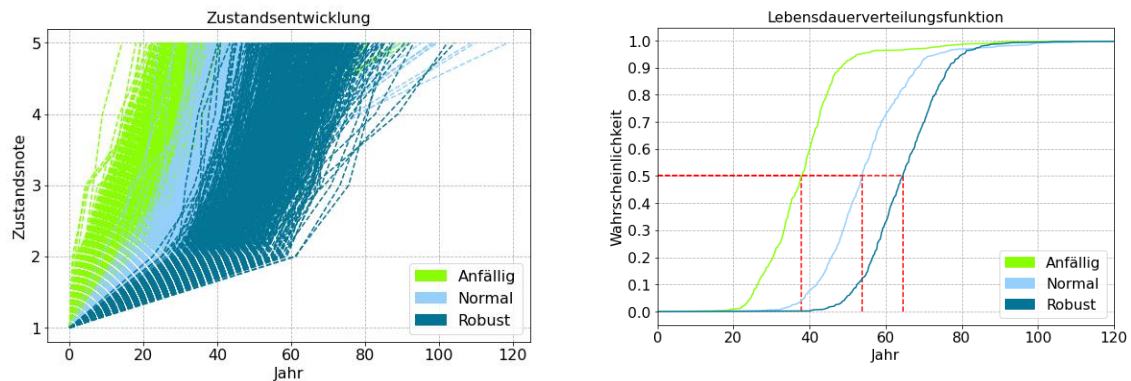 Zustandsentwicklung
Zustandsnote
5
4
3
2
1
0
20
40
60
80
100
120
Jahr
Anfällig
Normal
Robust
Lebensdauerverteilungsfunktion
Wahrscheinlichkeit
1.0
0.9
0.8
0.7
0.6
0.5
0.4
0.3
0.2
0.1
0.0
0
20
40
60
80
100
120
Jahr
Anfällig
Normal
Robust